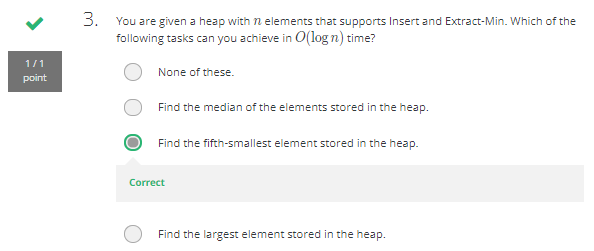 3. You are given a heap with n elements that supports Insert and Extract-Min. Which of the
following tasks can you achieve in O(log n) time?
1 / 1
point
None of these.
Find the median of the elements stored in the heap.
Find the fifth-smallest element stored in the heap.
Correct
Find the largest element stored in the heap.